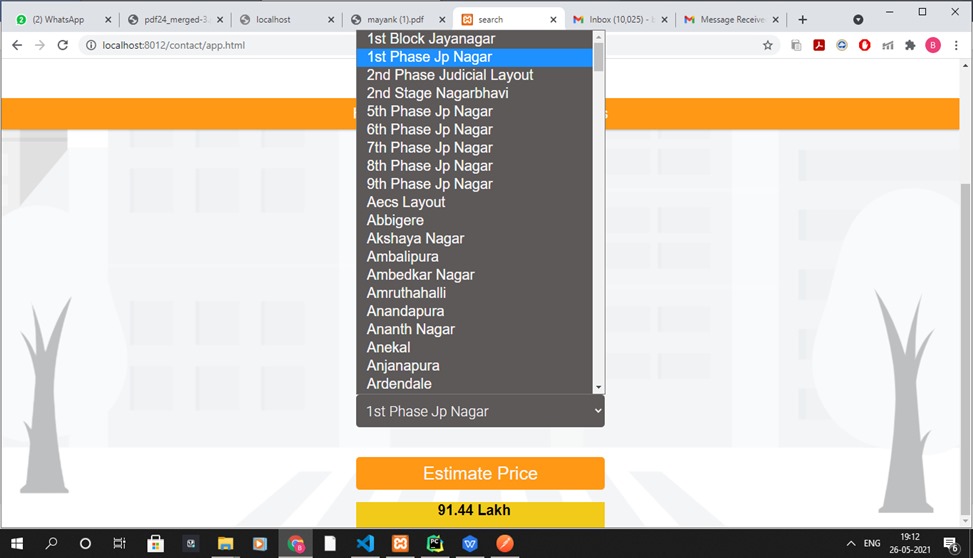 (2) WhatsApp
pdf24_merged-3
localhost
mayank (1).pdf
search
Inbox (10,025) -
Message Receive
localhost:8012/contact/app.html
B
1st Block Jayanagar
1st Phase Jp Nagar
2nd Phase Judicial Layout
2nd Stage Nagarbhavi
5th Phase Jp Nagar
6th Phase Jp Nagar
7th Phase Jp Nagar
8th Phase Jp Nagar
9th Phase Jp Nagar
Aecs Layout
Abbigere
Akshaya Nagar
Ambalipura
Ambedkar Nagar
Amruthahalli
Anandapura
Ananth Nagar
Anekal
Anjanapura
Ardendale
1st Phase Jp Nagar
Estimate Price
91.44 Lakh
ENG
19:12
26-05-2021